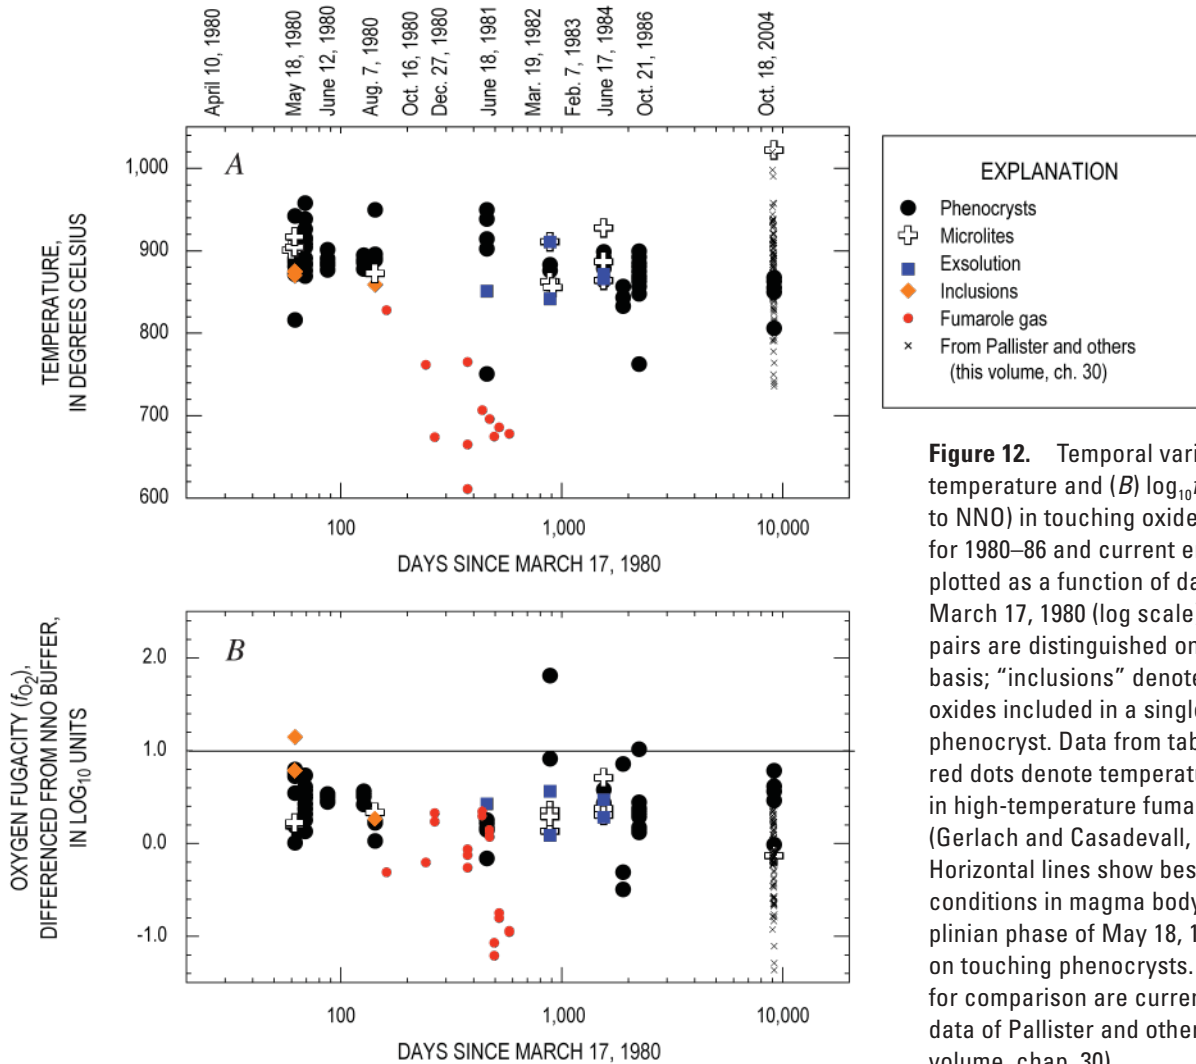 April 10, 1980
May 18, 1980
June 12, 1980
Aug. 7, 1980
Oct. 16, 1980
Dec. 27, 1980
June 18, 1981
Mar. 19, 1982
Feb. 7, 1983
June 17, 1984
Oct. 21, 1986
Oct. 18, 2004
A
TEMPERATURE,
IN DEGREES CELSIUS
1,000
900
800
700
600
100
1,000
10,000
DAYS SINCE MARCH 17, 1980
B
OXYGEN FUGACITY (fO2),
DIFFERENCED FROM NNO BUFFER,
IN LOG10 UNITS
2.0
1.0
0.0
-1.0
100
1,000
10,000
DAYS SINCE MARCH 17, 1980
EXPLANATION
Phenocrysts
Microlites
Exsolution
Inclusions
Fumarole gas
From Pallister and others
(this volume, ch. 30)
Figure 12. Temporal vari
temperature and (B) log10
to NNO) in touching oxide
for 1980–86 and current e
plotted as a function of da
March 17, 1980 (log scale
pairs are distinguished or
basis; “inclusions” denote
oxides included in a single
phenocryst. Data from tab
red dots denote temperat
in high-temperature fuma
(Gerlach and Casadevall,
Horizontal lines show bes
conditions in magma body
plinian phase of May 18, 1
on touching phenocrysts.
for comparison are curren
data of Pallister and other
volume, chap. 30)